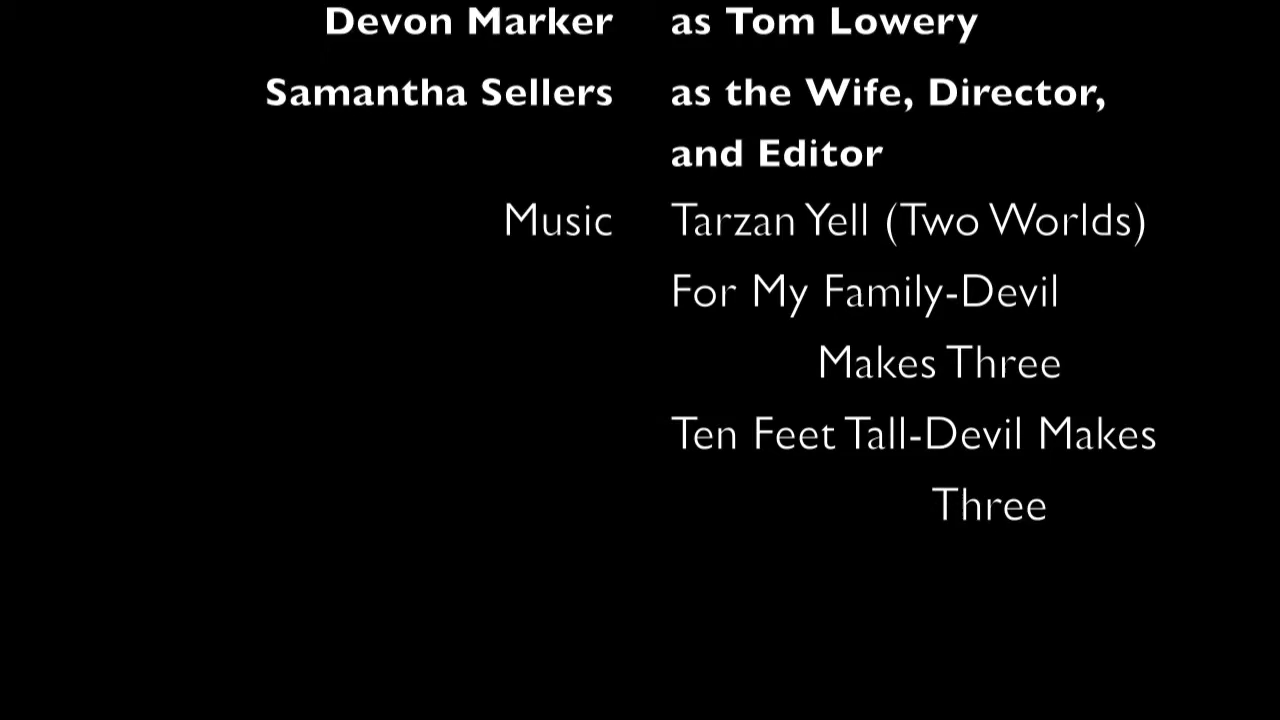 Devon Marker as Tom Lowery
Samantha Sellers as the Wife, Director,
and Editor
Music Tarzan Yell (Two Worlds)
For My Family-Devil
Makes Three
Ten Feet Tall-Devil Makes
Three